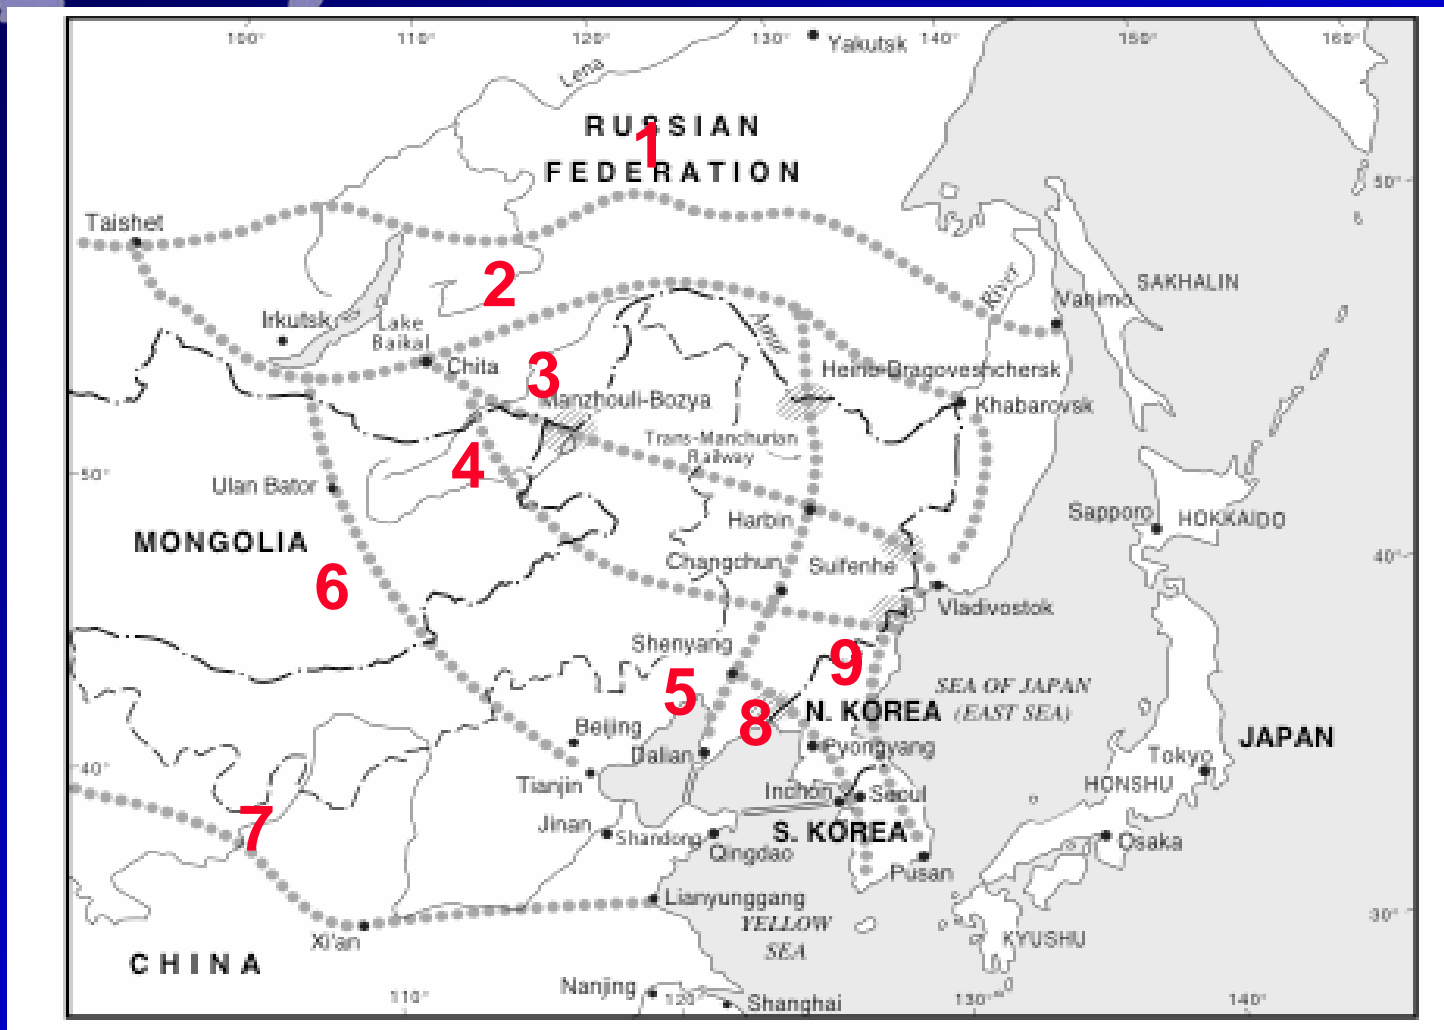 100°
110°
120°
130°
140°
150°
160°
Yakutsk
Lena
RUSSIAN
1
FEDERATION
50°
Taishet
2
River
SAKHALIN
Vanimo
Irkutsk
Lake
Baikal
Amur
Chita
3
Heihe-Bragoveshchersk
Manzhouli-Bozya
Khabarovsk
Trans-Manchurian
Railway
4
50°
Ulan Bator
Harbin
Sapporo
HOKKAIDO
MONGOLIA
40°
Changchun
Suifenhe
6
Vladivostok
Shenyang
9
5
SEA OF JAPAN
(EAST SEA)
8
N. KOREA
Beijing
Dalian
Pyongyang
JAPAN
Tokyo
40°
Tianjin
Inchon
Seoul
HONSHU
7
Jinan
Shandong
S. KOREA
Qingdao
Osaka
Pusan
Lianyunggang
30°
YELLOW
SEA
Xi'an
KYUSHU
CHINA
Nanjing
110°
120°
Shanghai
130°
140°